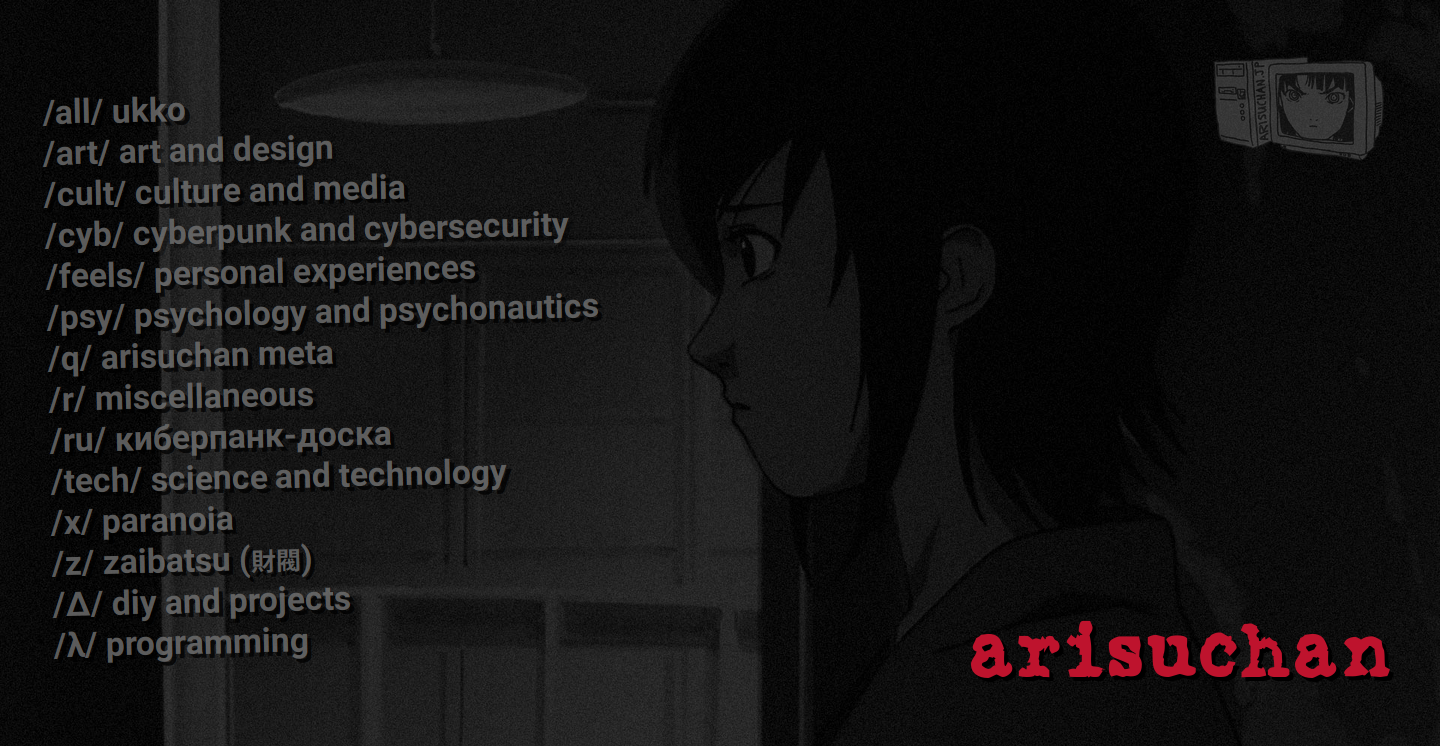 /all/ ukko
/art/ art and design
/cult/ culture and media
/cyb/ cyberpunk and cybersecurity
/feels/ personal experiences
/psy/ psychology and psychonautics
/q/ arisuchan meta
/r/ miscellaneous
/ru/ киберпанк-доска
/tech/ science and technology
/x/ paranoia
/z/ zaibatsu (財閥)
/Δ/ diy and projects
/λ/ programming
ARISUCHAN.JP
arisuchan